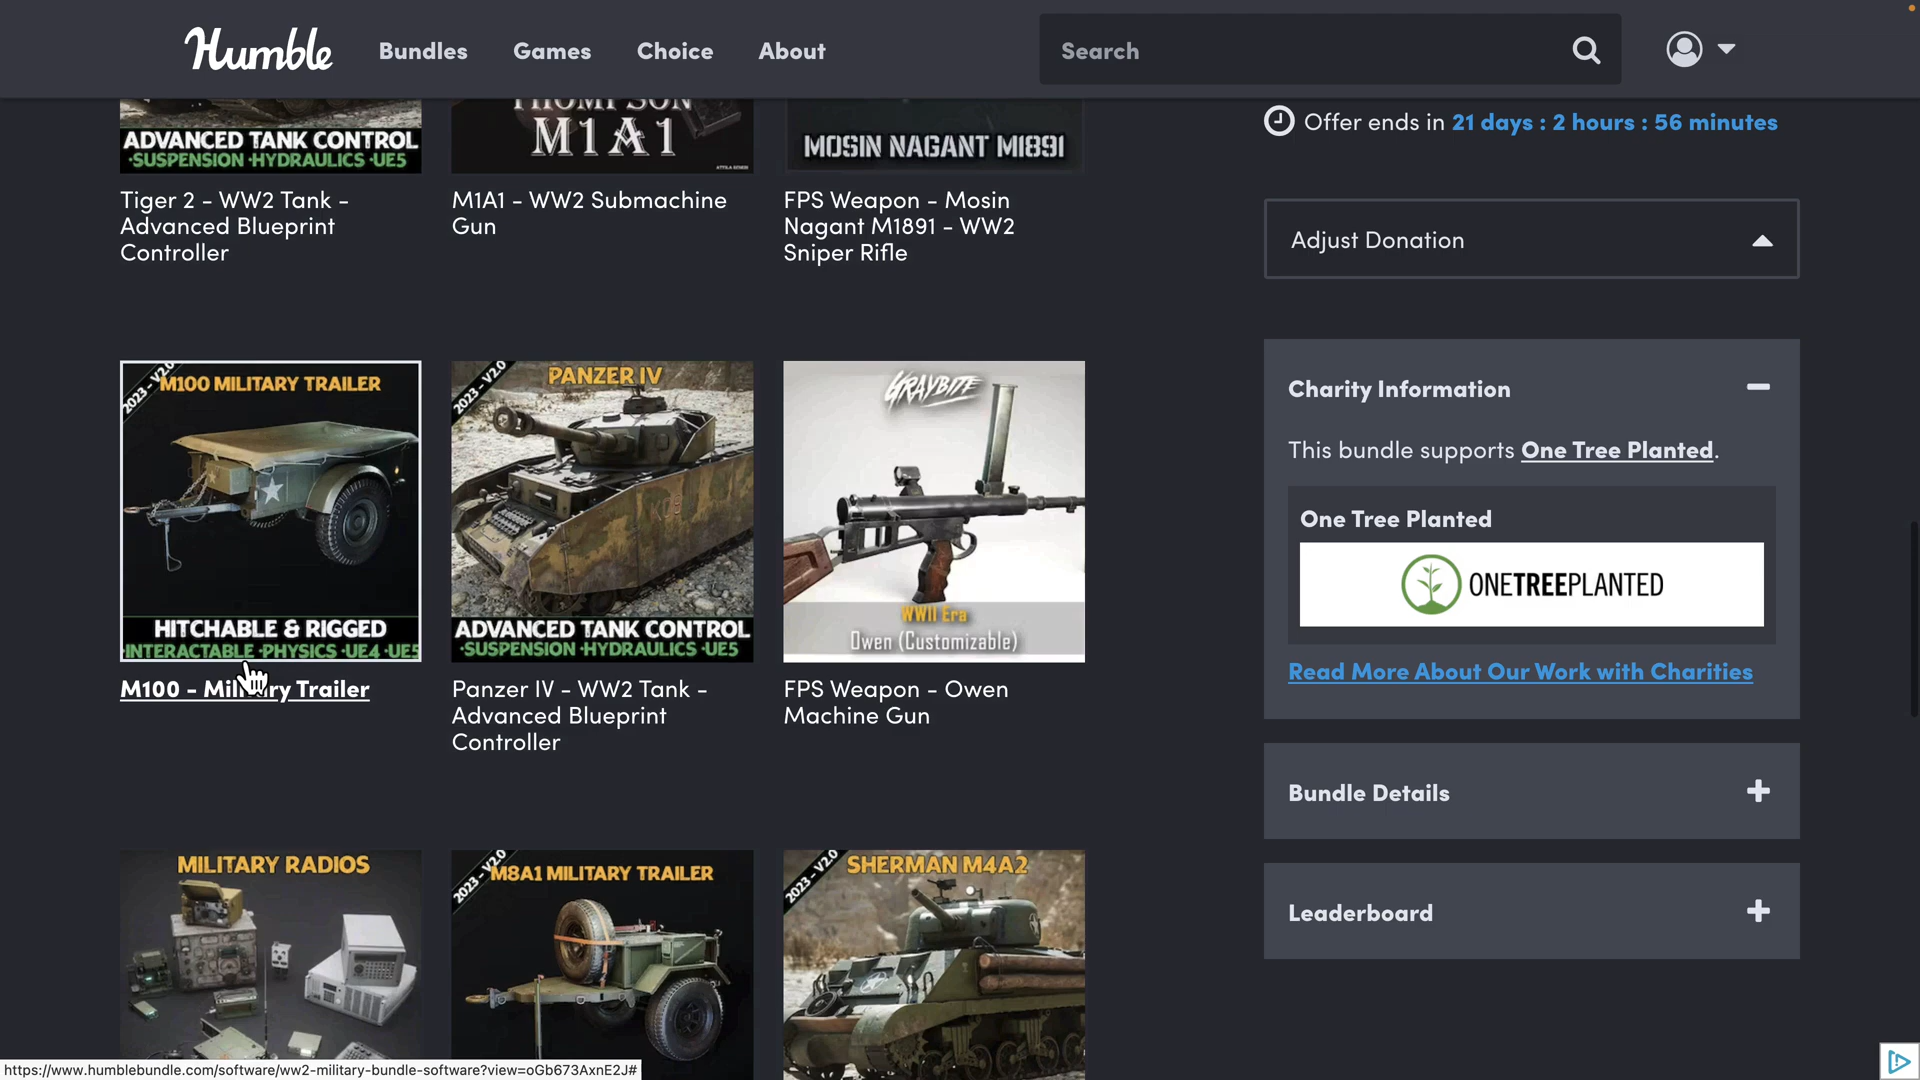 Humble
Bundles
Games
Choice
About
Search
ADVANCED TANK CONTROL
·SUSPENSION ·HYDRAULICS ·UE5
Tiger 2 - WW2 Tank -
Advanced Blueprint
Controller
THOMPSON
M1A1
M1A1 - WW2 Submachine
Gun
MOSIN NAGANT M1891
FPS Weapon - Mosin
Nagant M1891 - WW2
Sniper Rifle
Offer ends in 21 days : 2 hours : 56 minutes
Adjust Donation
2023 - V2.0
M100 MILITARY TRAILER
HITCHABLE & RIGGED
·INTERACTABLE ·PHYSICS ·UE4 ·UE5
M100 - Military Trailer
2023 - V2.0
PANZER IV
ADVANCED TANK CONTROL
·SUSPENSION ·HYDRAULICS ·UE5
Panzer IV - WW2 Tank -
Advanced Blueprint
Controller
GRAYBITE
WWII Era
Owen (Customizable)
FPS Weapon - Owen
Machine Gun
Charity Information
This bundle supports One Tree Planted.
One Tree Planted
ONETREEPLANTED
Read More About Our Work with Charities
Bundle Details
Leaderboard
MILITARY RADIOS
2023 - V2.0
M8A1 MILITARY TRAILER
2023 - V2.0
SHERMAN M4A2
https://www.humblebundle.com/software/ww2-military-bundle-software?view=oGb673AxnE2J#